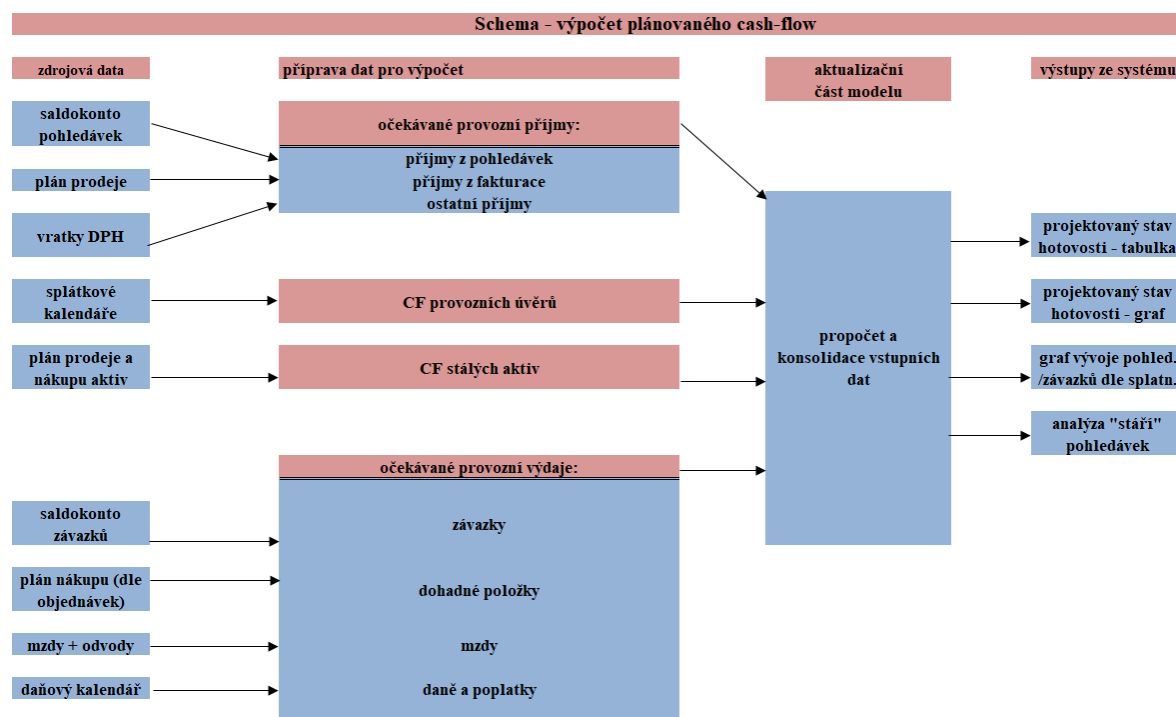 Schema - výpočet plánovaného cash-flow
zdrojová data
příprava dat pro výpočet
aktualizační
část modelu
výstupy ze systému
saldokonto
pohledávek
plán prodeje
vratky DPH
splátkové
kalendáře
plán prodeje a
nákupu aktiv
saldokonto
závazků
plán nákupu (dle
objednávek)
mzdy + odvody
daňový kalendář
očekávané provozní příjmy:
příjmy z pohledávek
příjmy z fakturace
ostatní příjmy
CF provozních úvěrů
CF stálých aktiv
očekávané provozní výdaje:
závazky
dohadné položky
mzdy
daně a poplatky
propočet a
konsolidace vstupních
dat
projektovaný stav
hotovosti - tabulka
projektovaný stav
hotovosti - graf
graf vývoje pohled.
/závazků dle splatn.
analýza "stáří"
pohledávek